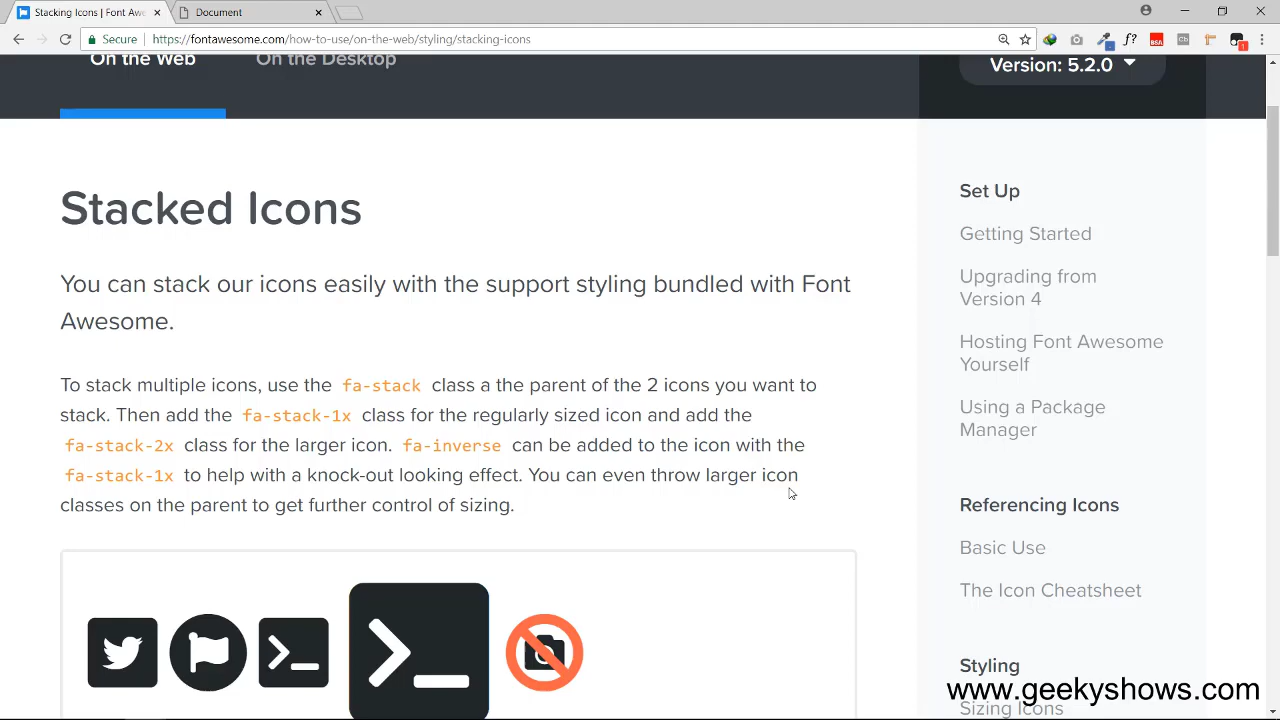 Stacking Icons | Font Awe
Document
Secure
https://fontawesome.com/how-to-use/on-the-web/styling/stacking-icons
On the Web
On the Desktop
Version: 5.2.0
Stacked Icons
You can stack our icons easily with the support styling bundled with Font
Awesome.
To stack multiple icons, use the fa-stack class a the parent of the 2 icons you want to
stack. Then add the fa-stack-1x class for the regularly sized icon and add the
fa-stack-2x class for the larger icon. fa-inverse can be added to the icon with the
fa-stack-1x to help with a knock-out looking effect. You can even throw larger icon
classes on the parent to get further control of sizing.
Set Up
Getting Started
Upgrading from
Version 4
Hosting Font Awesome
Yourself
Using a Package
Manager
Referencing Icons
Basic Use
The Icon Cheatsheet
Styling
Sizing Icons
www.geekyshows.com